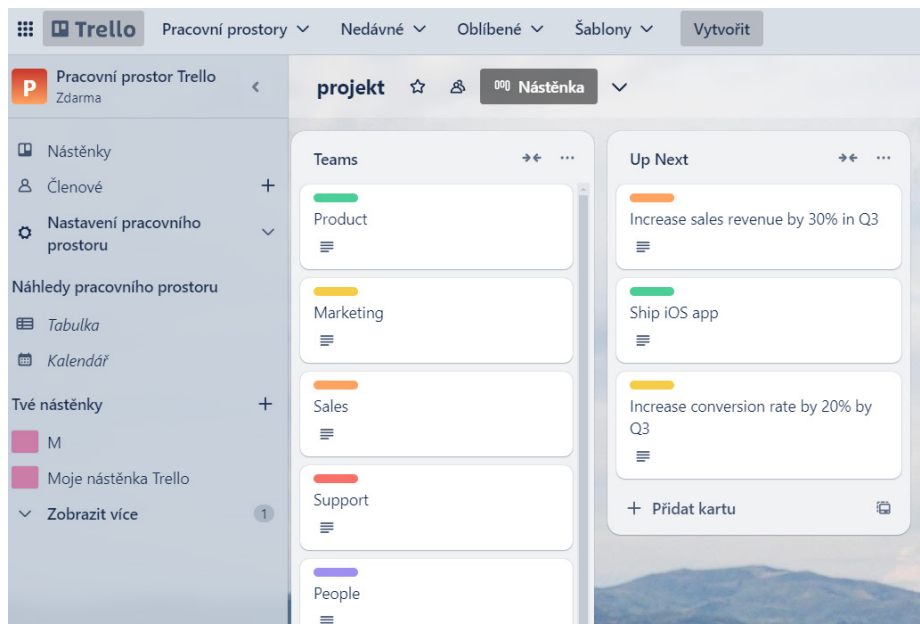 Trello Pracovní prostory Nedávné Oblíbené Šablony Vytvořit
P Pracovní prostor Trello
Zdarma
Nástěnky
Členové
Nastavení pracovního
prostoru
Náhledy pracovního prostoru
Tabulka
Kalendář
Tvé nástěnky
M
Moje nástěnka Trello
Zobrazit více 1
projekt Nástěnka
Teams
Product
Marketing
Sales
Support
People
Up Next
Increase sales revenue by 30% in Q3
Ship iOS app
Increase conversion rate by 20% by
Q3
+ Přidat kartu